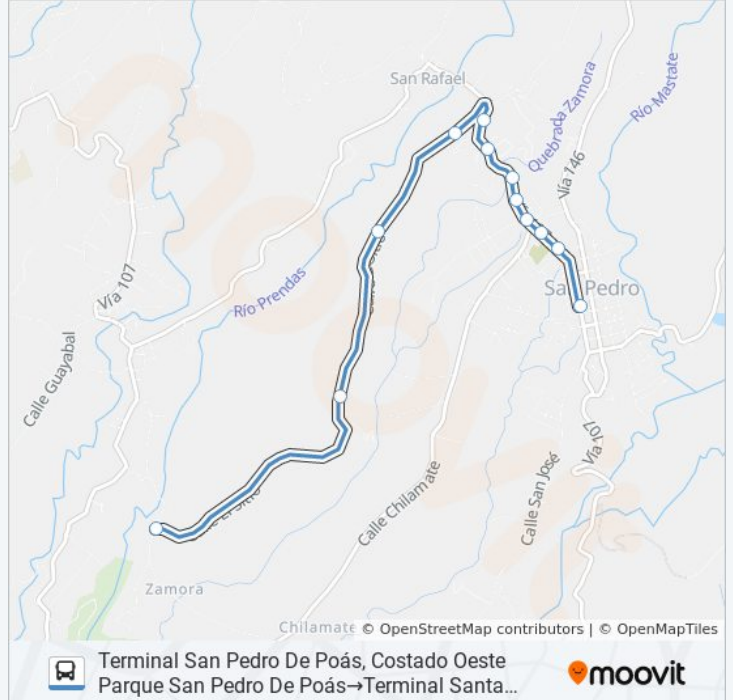 San Rafael
Quebrada Zamora
Río Mastate
Vía 146
Vía 107
Río Prendas
San Pedro
Calle Guayabal
Vía 107
Calle San José
Calle Chilamate
Zamora
Chilamate
© OpenStreetMap contributors | © OpenMapTiles
Terminal San Pedro De Poás, Costado Oeste
Parque San Pedro De Poás→Terminal Santa...
moovit